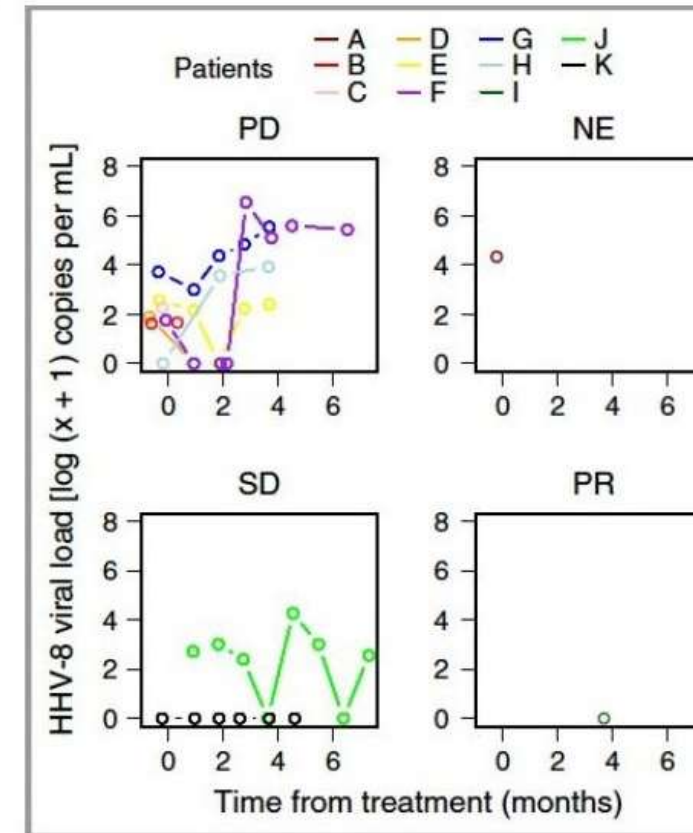 A D G J
Patients B E H K
C F I
PD NE
8 8
6 6
4 4
2 2
0 0
0 2 4 6 0 2 4 6
HHV-8 viral load [log (x + 1) copies per mL]
SD PR
8 8
6 6
4 4
2 2
0 0
0 2 4 6 0 2 4 6
Time from treatment (months)